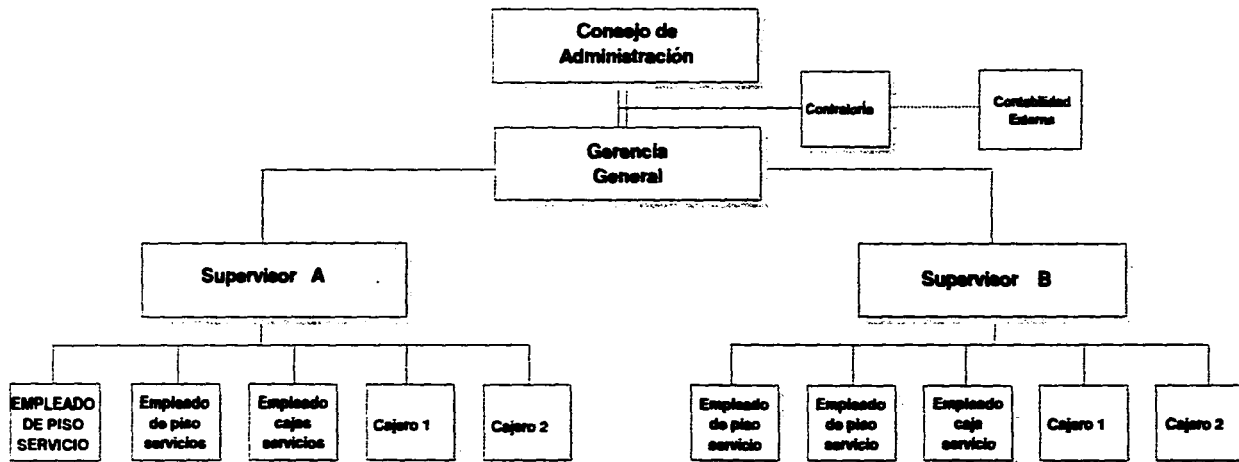 Consejo de
Administración
Contraloría
Contabilidad
Externa
Gerencia
General
Supervisor A
Supervisor B
EMPLEADO
DE PISO
SERVICIO
Empleado
de piso
servicios
Empleado
cajas
servicios
Cajero 1
Cajero 2
Empleado
de piso
servicio
Empleado
de piso
servicio
Empleado
caja
servicio
Cajero 1
Cajero 2